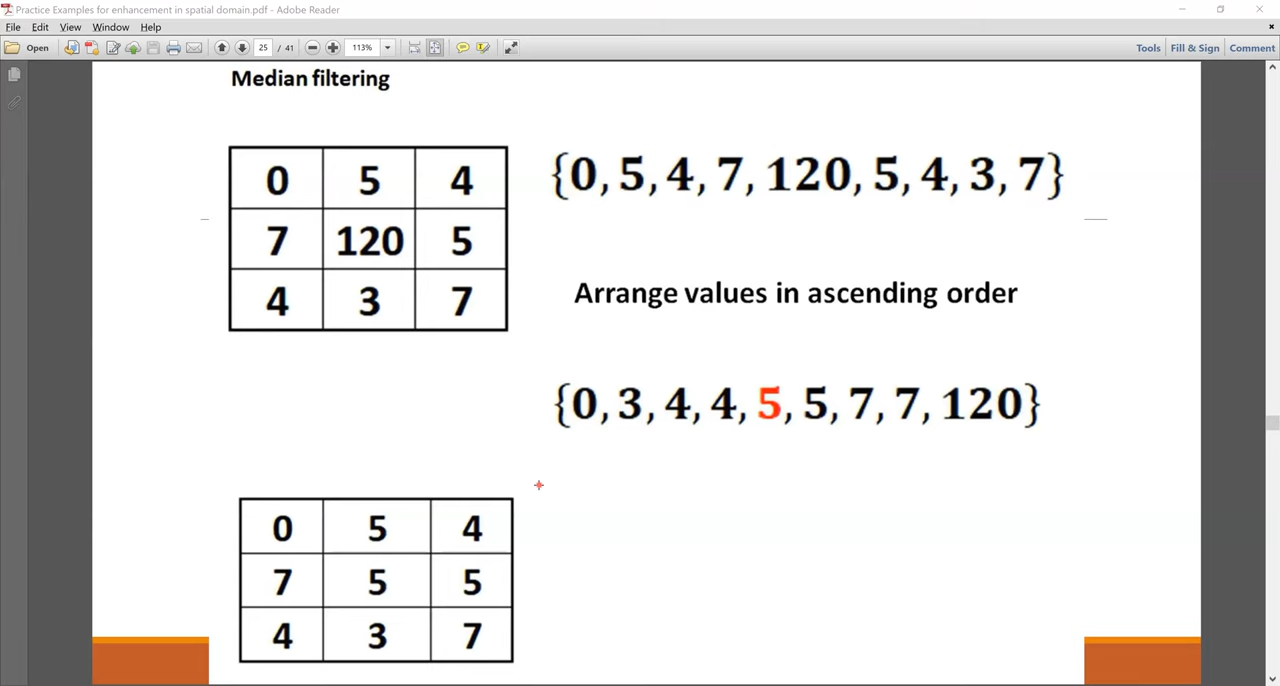 Practice Examples for enhancement in spatial domain.pdf - Adobe Reader
File Edit View Window Help
Open 25 / 41 113% Tools Fill & Sign Comment
Median filtering
0 5 4
7 120 5
4 3 7
{0, 5, 4, 7, 120, 5, 4, 3, 7}
Arrange values in ascending order
{0, 3, 4, 4, 5, 5, 7, 7, 120}
0 5 4
7 5 5
4 3 7